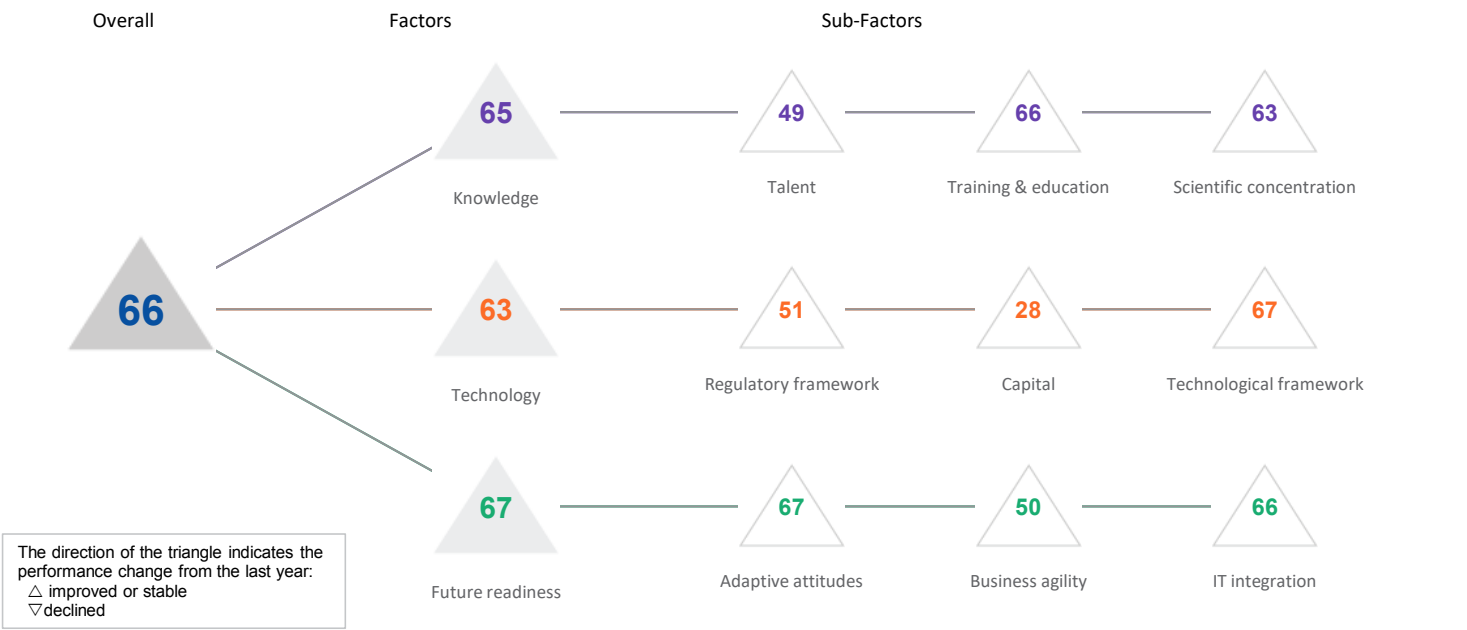 Overall
Factors
Sub-Factors
65
49
66
63
Knowledge
Talent
Training & education
Scientific concentration
66
63
51
28
67
Technology
Regulatory framework
Capital
Technological framework
67
67
50
66
Future readiness
Adaptive attitudes
Business agility
IT integration
The direction of the triangle indicates the
performance change from the last year:
△ improved or stable
▽declined